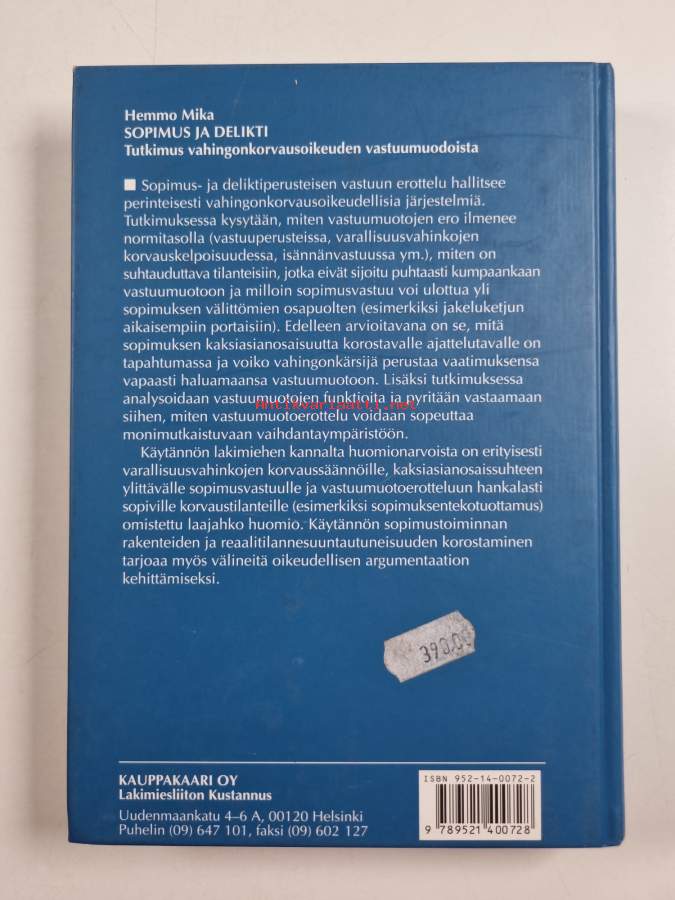 Hemmo Mika
SOPIMUS JA DELIKTI
Tutkimus vahingonkorvausoikeuden vastuumuodoista
■ Sopimus- ja deliktiperusteisen vastuun erottelu hallitsee
perinteisesti vahingonkorvausoikeudellisia järjestelmiä.
Tutkimuksessa kysytään, miten vastuumuotojen ero ilmenee
normitasolla (vastuuperusteissa, varallisuusvahinkojen
korvauskelpoisuudessa, isännänvastuussa ym.), miten on
suhtauduttava tilanteisiin, jotka eivät sijoitu puhtaasti kumpaankaan
vastuumuotoon ja milloin sopimusvastuu voi ulottua yli
sopimuksen välittömien osapuolten (esimerkiksi jakeluketjun
aikaisempiin portaisiin). Edelleen arvioitavana on se, mitä
sopimuksen kaksiasianosaisuutta korostavalle ajattelutavalle on
tapahtumassa ja voiko vahingonkärsijä perustaa vaatimuksensa
vapaasti haluamaansa vastuumuotoon. Lisäksi tutkimuksessa
analysoidaan vastuumuotojen funktioita ja pyritään vastaamaan
Antikvariaatti.net
siihen, miten vastuumuotoerottelu voidaan sopeuttaa
monimutkaistuvaan vaihdantaympäristöön.
Käytännön lakimiehen kannalta huomionarvoista on erityisesti
varallisuusvahinkojen korvaussäännöille, kaksiasianosaissuhteen
ylittävälle sopimusvastuulle ja vastuumuotoerotteluun hankalasti
sopiville korvaustilanteille (esimerkiksi sopimuksentekotuottamus)
omistettu laajahko huomio. Käytännön sopimustoiminnan
rakenteiden ja reaalitilannesuuntautuneisuuden korostaminen
tarjoaa myös välineitä oikeudellisen argumentaation
kehittämiseksi.
390,00
KAUPPAKAARI OY
Lakimiesliiton Kustannus
Uudenmaankatu 4–6 A, 00120 Helsinki
Puhelin (09) 647 101, faksi (09) 602 127
ISBN 952-14-0072-2
9 789521 400728